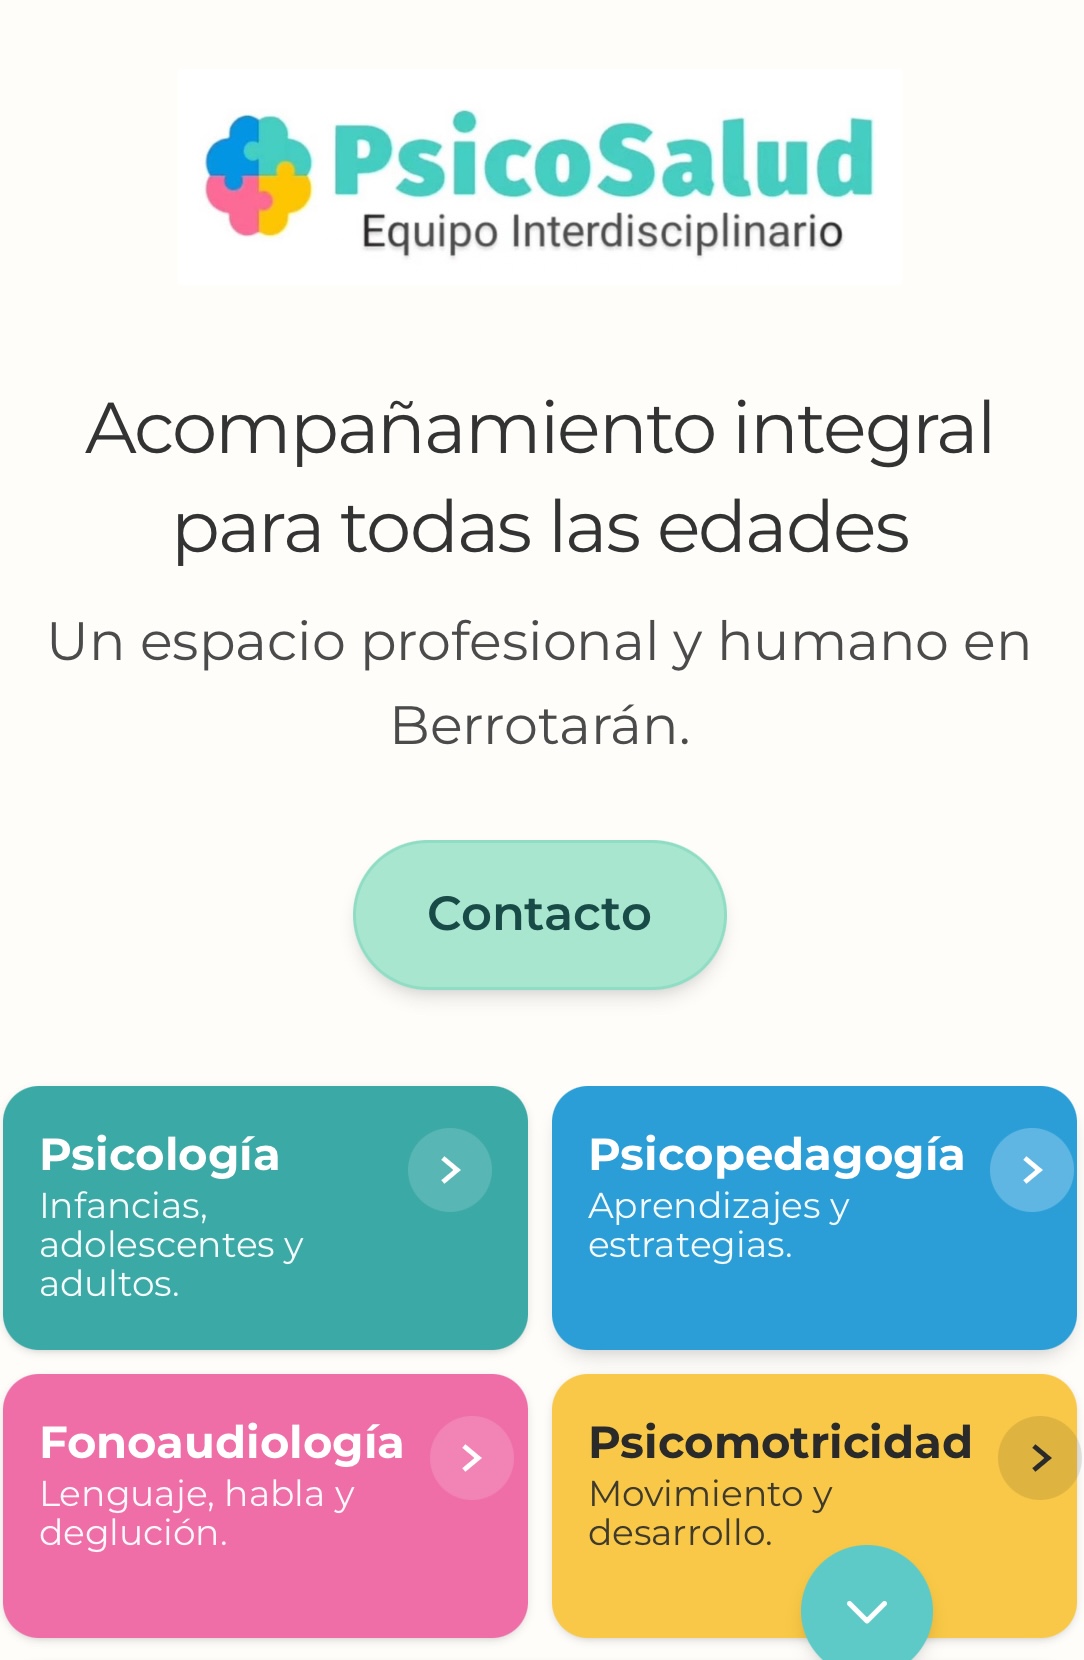 PsicoSalud
Equipo Interdisciplinario
Acompañamiento integral
para todas las edades
Un espacio profesional y humano en
Berrotarán.
Contacto
Psicología
Infancias,
adolescentes y
adultos.
Psicopedagogía
Aprendizajes y
estrategias.
Fonoaudiología
Lenguaje, habla y
deglución.
Psicomotricidad
Movimiento y
desarrollo.